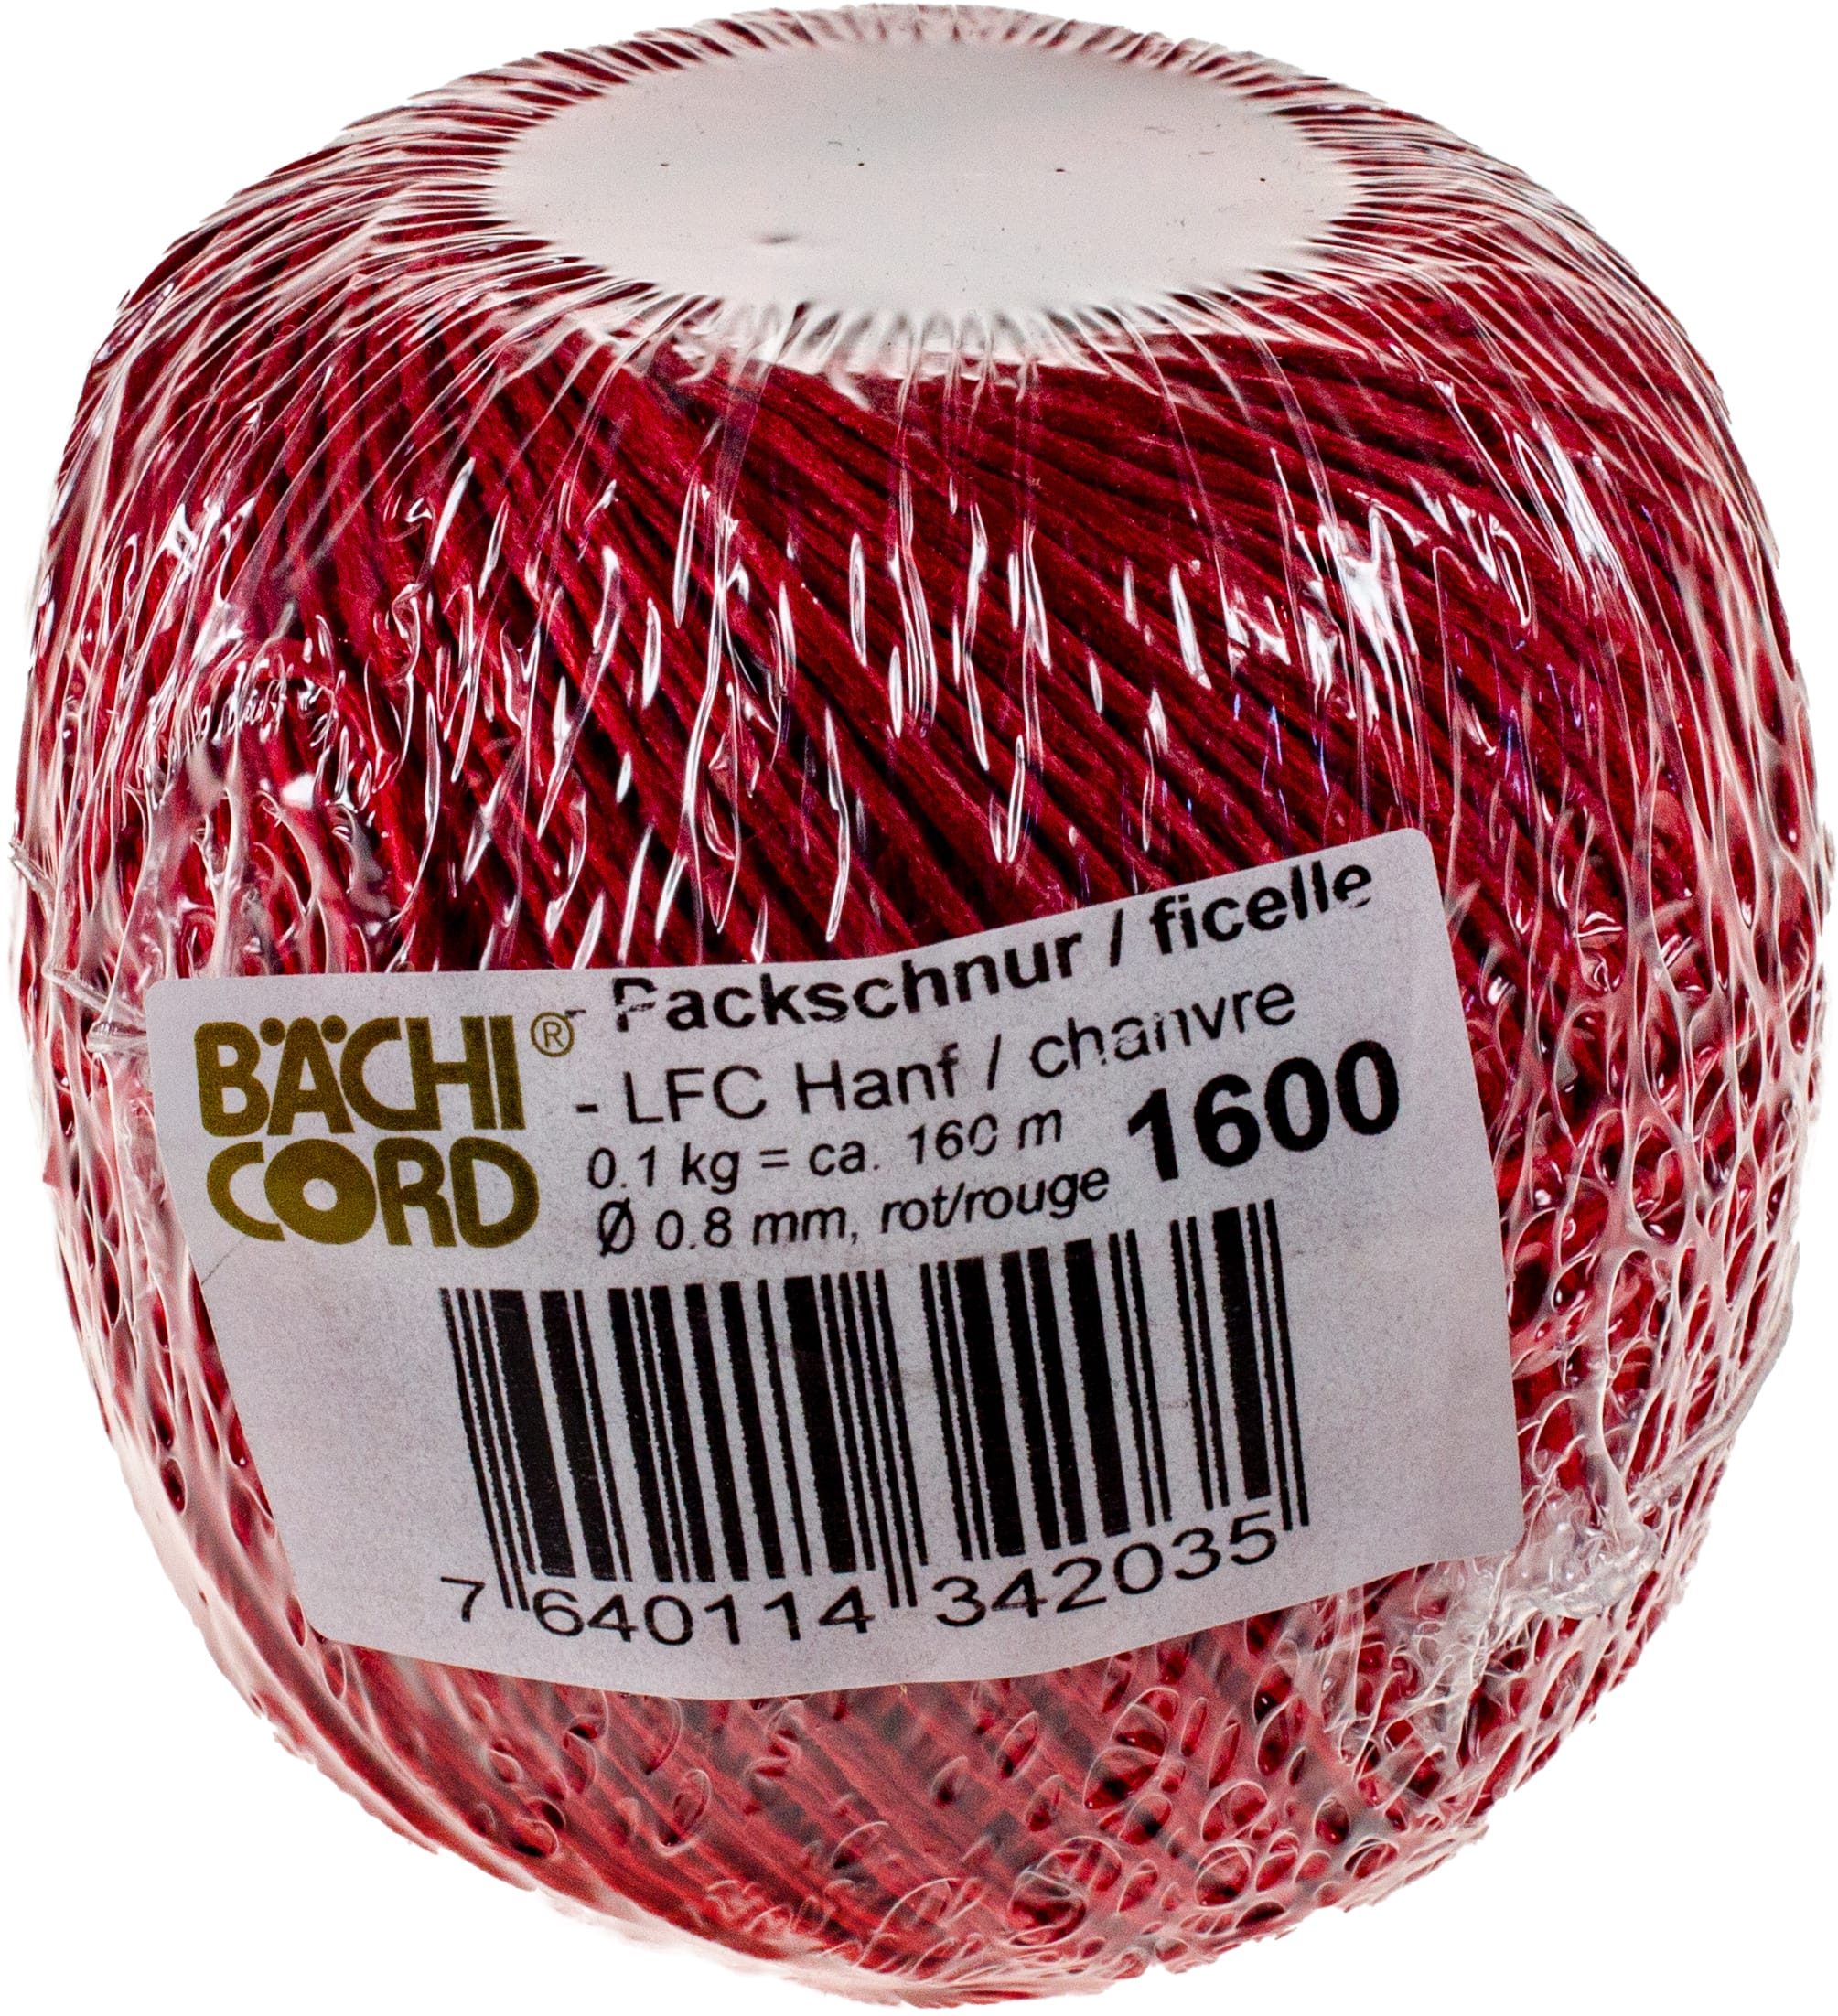 BÄCHI
CORD®
- Packschnur / ficelle
- LFC Hanf / chanvre
0.1 kg = ca. 160 m
Ø 0.8 mm, rot/rouge
1600
7 640114 342035